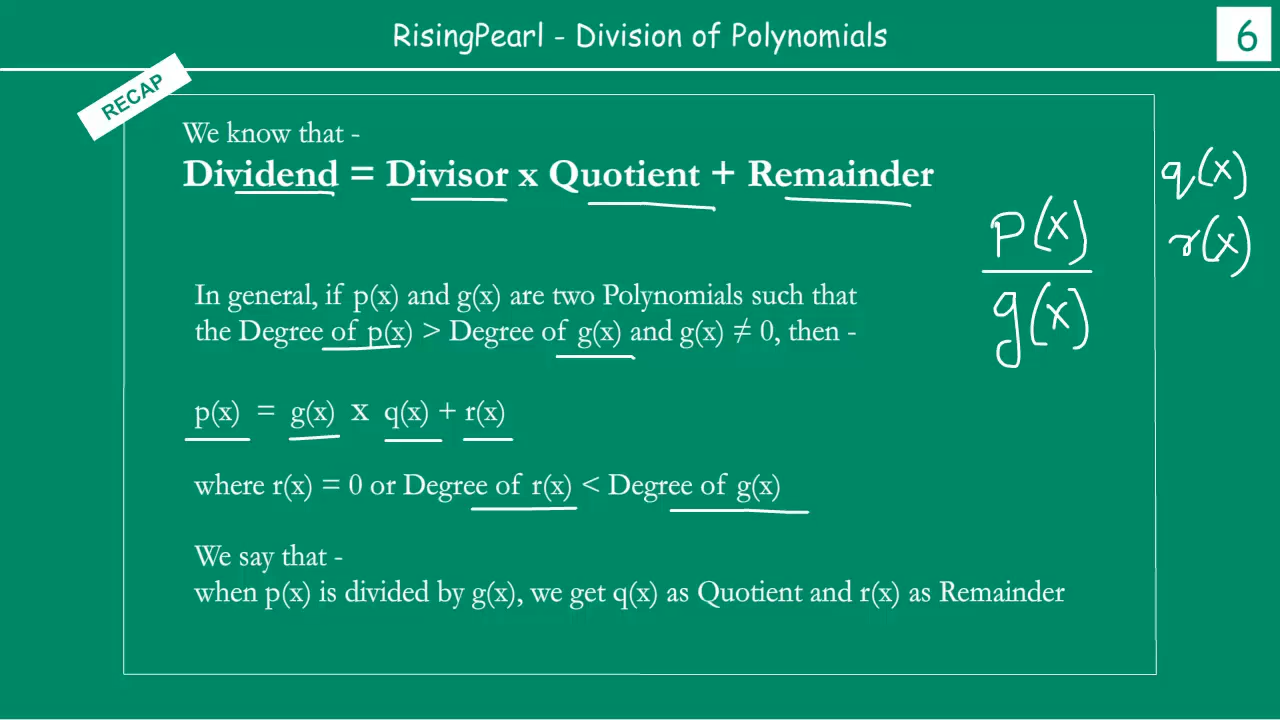 RisingPearl - Division of Polynomials
6
RECAP
We know that -
Dividend = Divisor x Quotient + Remainder
q(x)
r(x)
P(x)
g(x)
In general, if p(x) and g(x) are two Polynomials such that
the Degree of p(x) > Degree of g(x) and g(x) ≠ 0, then -
p(x) = g(x) x q(x) + r(x)
where r(x) = 0 or Degree of r(x) < Degree of g(x)
We say that -
when p(x) is divided by g(x), we get q(x) as Quotient and r(x) as Remainder